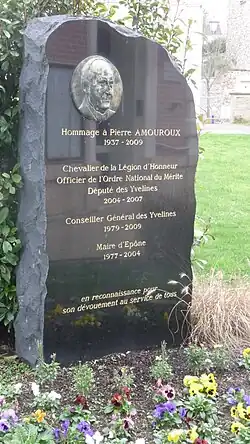 Hommage à Pierre AMOUROUX
1937 - 2009
Chevalier de la Légion d'Honneur
Officier de l'Ordre National du Mérite
Député des Yvelines
2004 - 2007
Conseiller Général des Yvelines
1979 - 2009
Maire d'Epône
1977 - 2004
en reconnaissance pour
son dévouement au service de tous